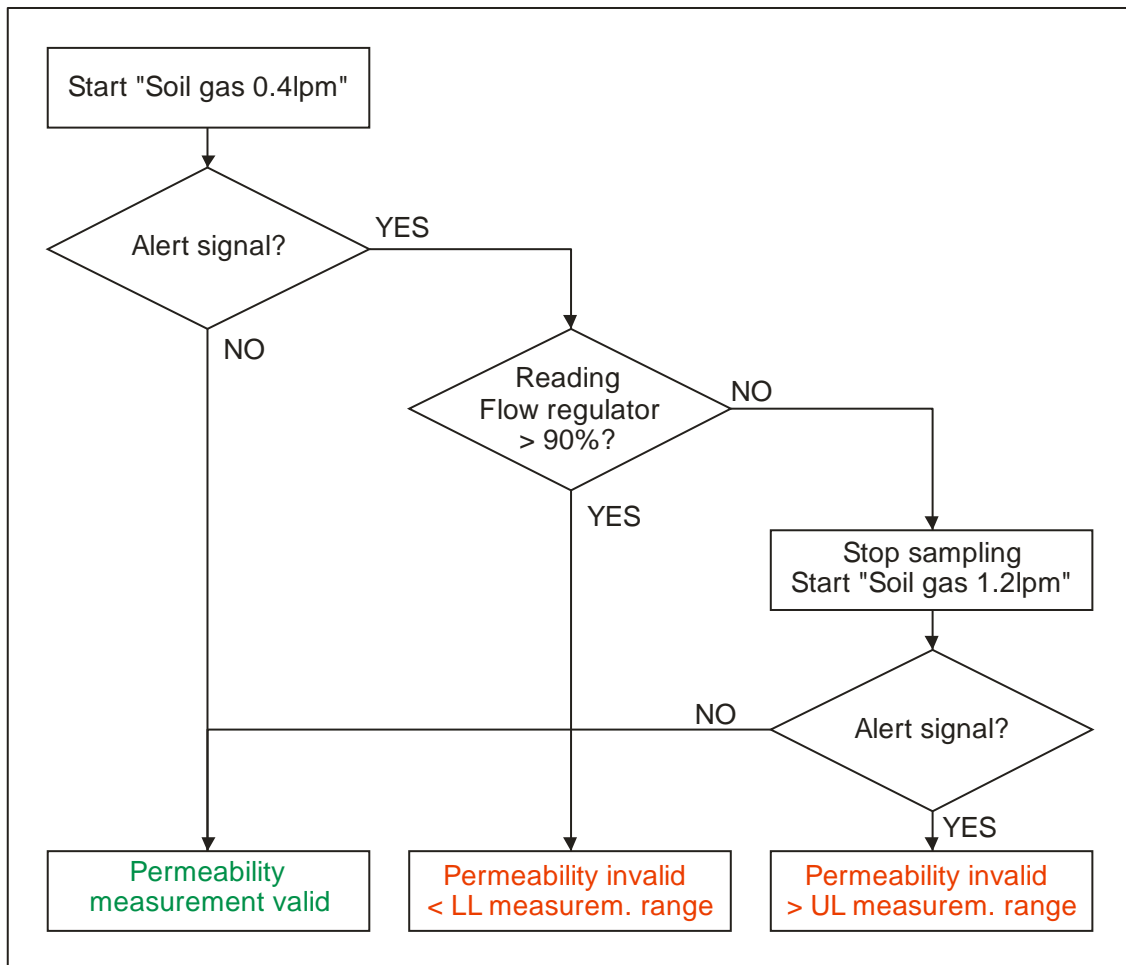 Start "Soil gas 0.4lpm"
Alert signal?
YES
NO
Reading
Flow regulator
> 90%?
NO
YES
Stop sampling
Start "Soil gas 1.2lpm"
Alert signal?
NO
YES
Permeability
measurement valid
Permeability invalid
< LL measurem. range
Permeability invalid
> UL measurem. range